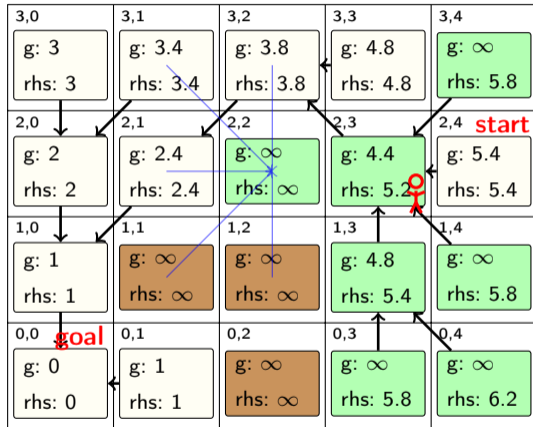 3,0 3,1 3,2 3,3 3,4
g: 3 g: 3.4 g: 3.8 g: 4.8 g: ∞
rhs: 3 rhs: 3.4 rhs: 3.8 rhs: 4.8 rhs: 5.8
2,0 2,1 2,2 2,3 2,4 start
g: 2 g: 2.4 g: ∞ g: 4.4 g: 5.4
rhs: 2 rhs: 2.4 rhs: ∞ rhs: 5.2 rhs: 5.4
1,0 1,1 1,2 1,3 1,4
g: 1 g: ∞ g: ∞ g: 4.8 g: ∞
rhs: 1 rhs: ∞ rhs: ∞ rhs: 5.4 rhs: 5.8
0,0 goal 0,1 0,2 0,3 0,4
g: 0 g: 1 g: ∞ g: ∞ g: ∞
rhs: 0 rhs: 1 rhs: ∞ rhs: 5.8 rhs: 6.2